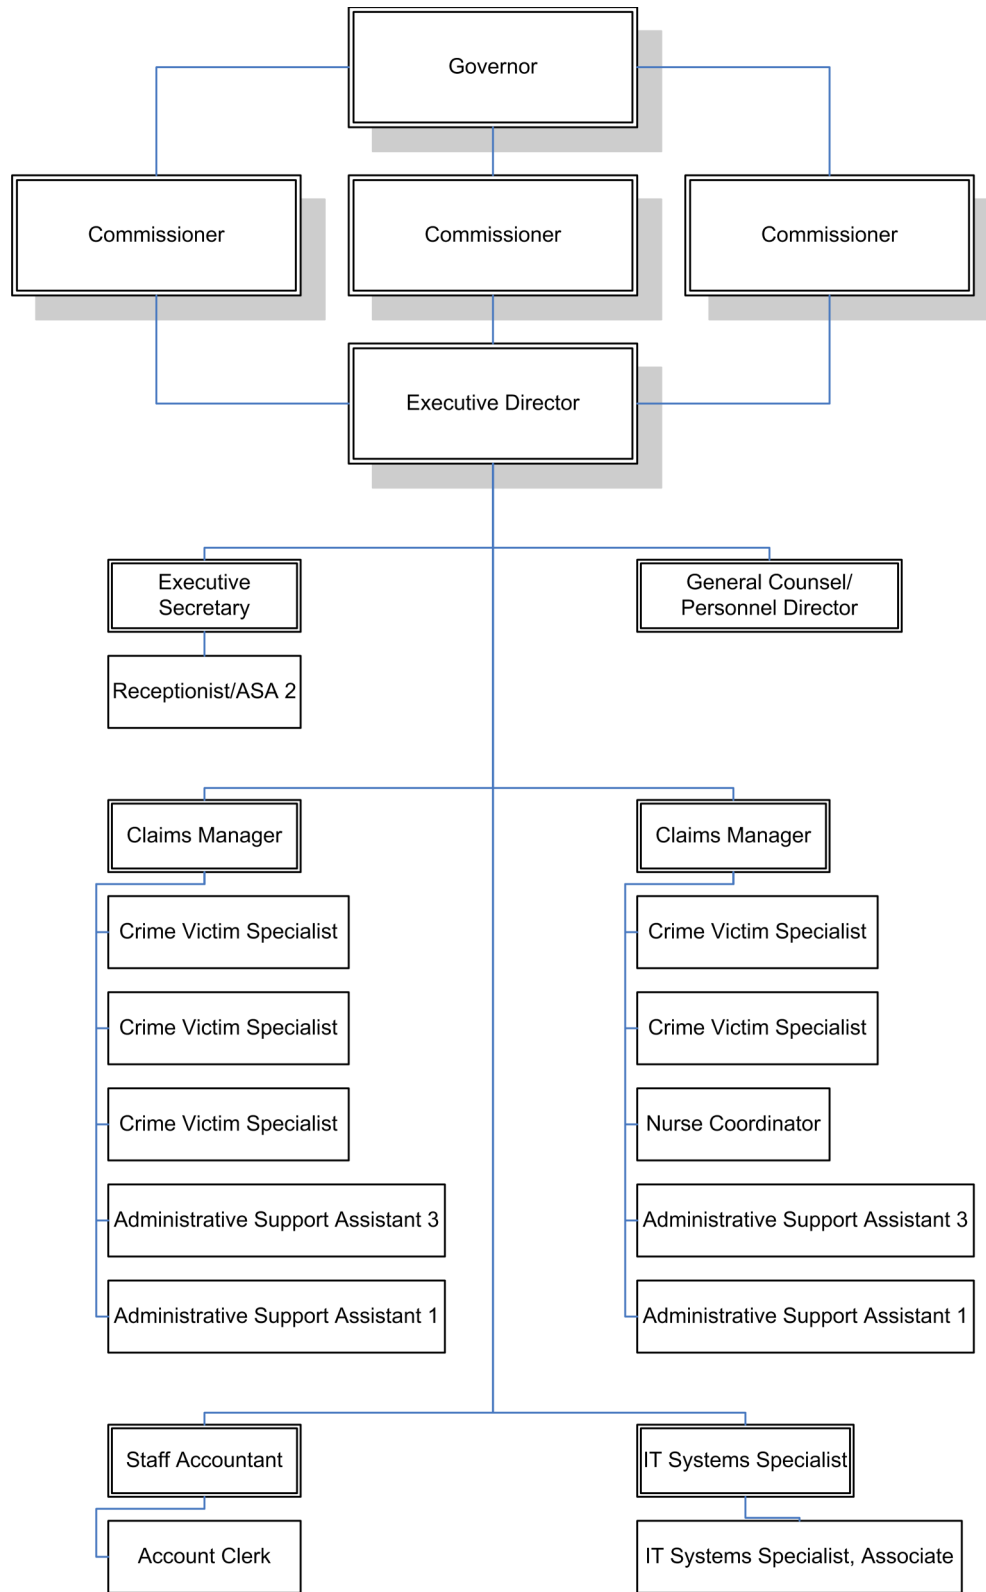 Governor
Commissioner
Commissioner
Commissioner
Executive Director
Executive
Secretary
General Counsel/
Personnel Director
Receptionist/ASA 2
Claims Manager
Claims Manager
Crime Victim Specialist
Crime Victim Specialist
Crime Victim Specialist
Crime Victim Specialist
Crime Victim Specialist
Nurse Coordinator
Administrative Support Assistant 3
Administrative Support Assistant 3
Administrative Support Assistant 1
Administrative Support Assistant 1
Staff Accountant
IT Systems Specialist
Account Clerk
IT Systems Specialist, Associate